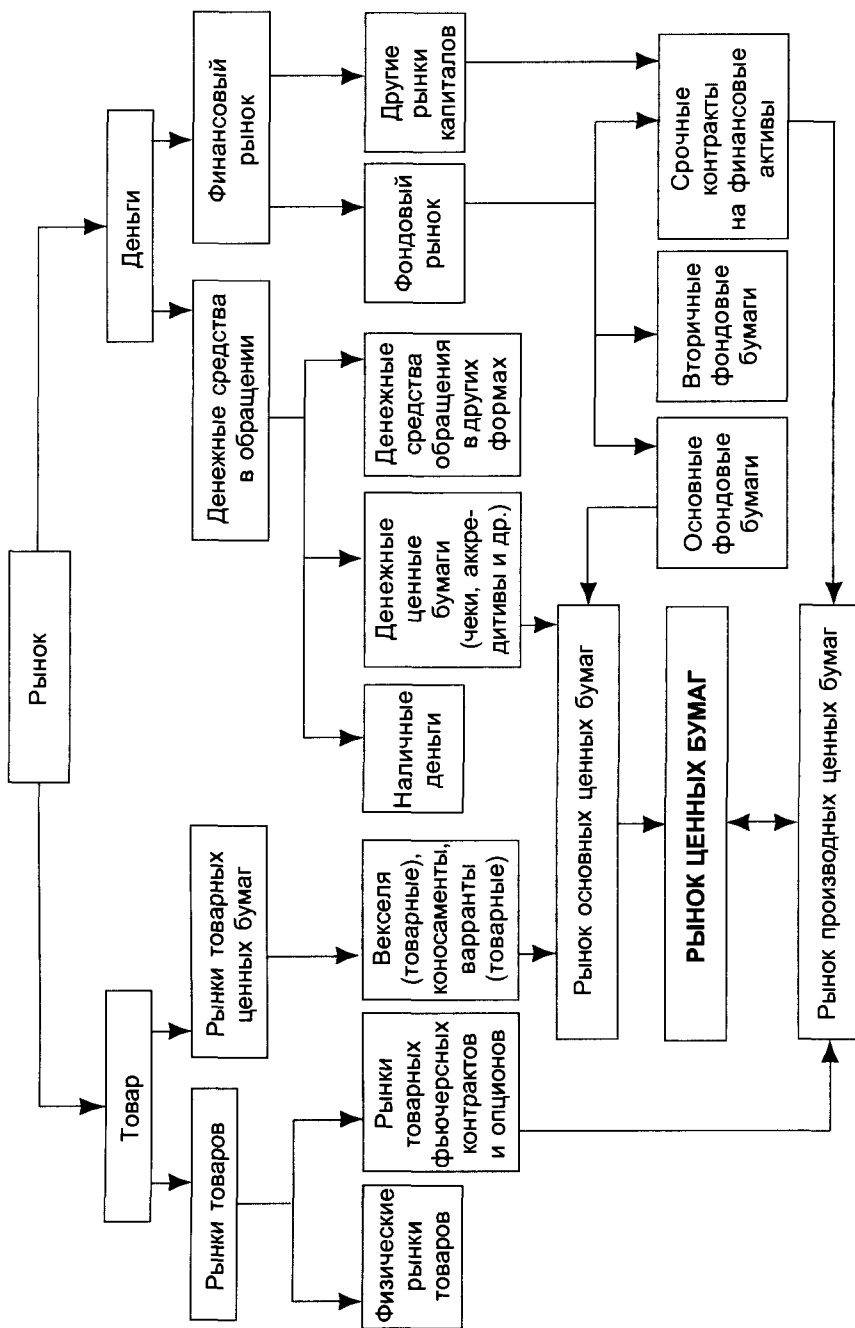 Рынок
Товар
Деньги
Рынки товаров
Рынки товарных
ценных бумаг
Денежные средства
в обращении
Финансовый
рынок
Физические
рынки
товаров
Рынки
товарных
фьючерсных
контрактов
и опционов
Векселя
(товарные),
коносаменты,
варранты
(товарные)
Наличные
деньги
Денежные
ценные
бумаги
(чеки, аккре-
дитивы и др.)
Денежные
средства
обращения
в других
формах
Фондовый
рынок
Другие
рынки
капиталов
Рынок основных ценных бумаг
Основные
фондовые
бумаги
Вторичные
фондовые
бумаги
Срочные
контракты
на финансовые
активы
РЫНОК ЦЕННЫХ БУМАГ
Рынок производных ценных бумаг